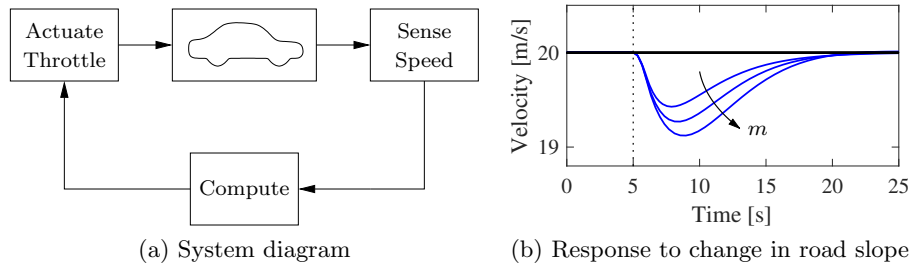 Actuate
Throttle
Sense
Speed
Compute
(a) System diagram
Velocity [m/s]
20
19
m
0 5 10 15 20 25
Time [s]
(b) Response to change in road slope